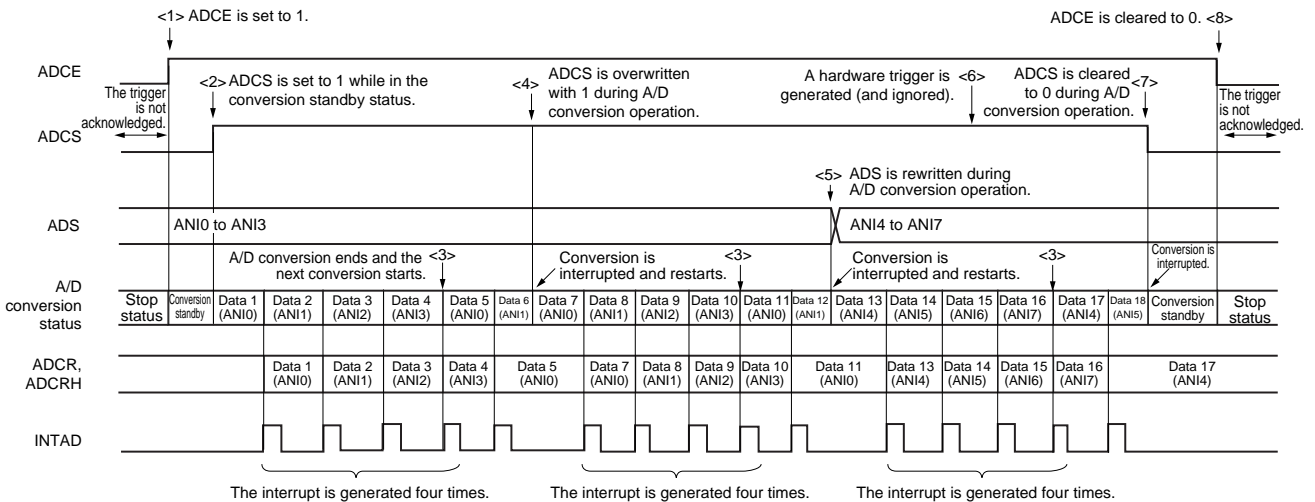 <1> ADCE is set to 1.
ADCE is cleared to 0. <8>
ADCE
The trigger
is not
acknowledged.
<2> ADCS is set to 1 while in the
conversion standby status.
<4> ADCS is overwritten
with 1 during A/D
conversion operation.
A hardware trigger is <6>
generated (and ignored).
ADCS is cleared <7>
to 0 during A/D
conversion operation.
The trigger
is not
acknowledged.
ADCS
<5> ADS is rewritten during
A/D conversion operation.
ADS
ANI0 to ANI3
ANI4 to ANI7
A/D conversion ends and the <3>
next conversion starts.
Conversion is
interrupted and restarts.
<3>
Conversion is
interrupted and restarts.
<3>
Conversion is
interrupted.
A/D
conversion
status
Stop
status
Conversion
standby
Data 1
(ANI0)
Data 2
(ANI1)
Data 3
(ANI2)
Data 4
(ANI3)
Data 5
(ANI0)
Data 6
(ANI1)
Data 7
(ANI0)
Data 8
(ANI1)
Data 9
(ANI2)
Data 10
(ANI3)
Data 11
(ANI0)
Data 12
(ANI1)
Data 13
(ANI4)
Data 14
(ANI5)
Data 15
(ANI6)
Data 16
(ANI7)
Data 17
(ANI4)
Data 18
(ANI5)
Conversion
standby
Stop
status
ADCR,
ADCRH
Data 1
(ANI0)
Data 2
(ANI1)
Data 3
(ANI2)
Data 4
(ANI3)
Data 5
(ANI0)
Data 7
(ANI0)
Data 8
(ANI1)
Data 9
(ANI2)
Data 10
(ANI3)
Data 11
(ANI0)
Data 13
(ANI4)
Data 14
(ANI5)
Data 15
(ANI6)
Data 16
(ANI7)
Data 17
(ANI4)
INTAD
The interrupt is generated four times.
The interrupt is generated four times.
The interrupt is generated four times.